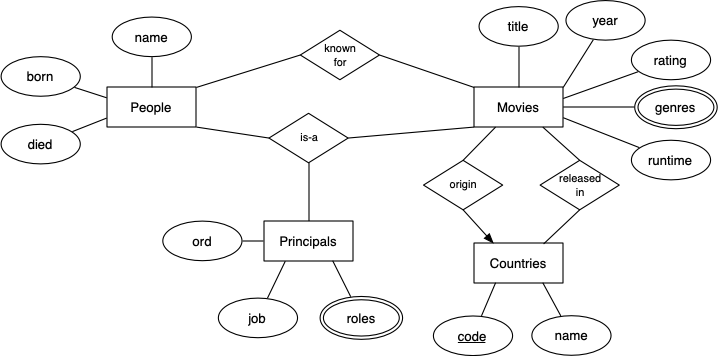 name
title
year
known
for
rating
born
People
Movies
genres
died
is-a
runtime
origin
released
in
ord
Principals
Countries
job
roles
code
name